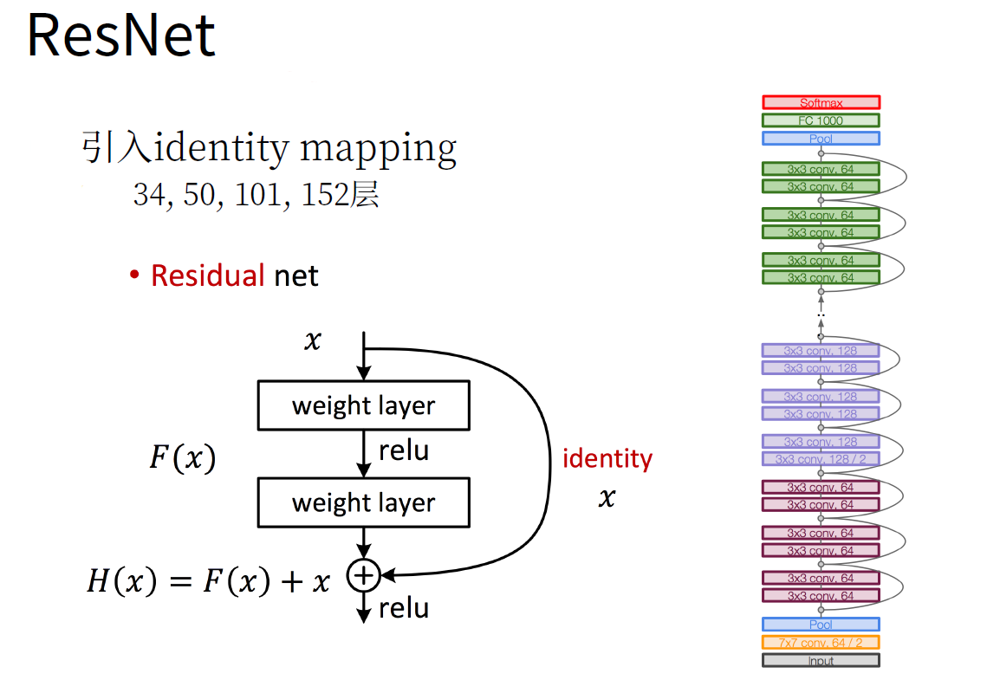 ResNet
引入identity mapping
34, 50, 101, 152层
• Residual net
x
weight layer
relu
F(x)
weight layer
identity
x
H(x) = F(x) + x
relu
Softmax
FC 1000
Pool
3x3 conv, 64
3x3 conv, 64
3x3 conv, 64
3x3 conv, 64
3x3 conv, 64
3x3 conv, 64
..
3x3 conv, 128
3x3 conv, 128
3x3 conv, 128
3x3 conv, 128
3x3 conv, 128
3x3 conv, 128 / 2
3x3 conv, 64
3x3 conv, 64
3x3 conv, 64
3x3 conv, 64
3x3 conv, 64
3x3 conv, 64
Pool
7x7 conv, 64 / 2
Input